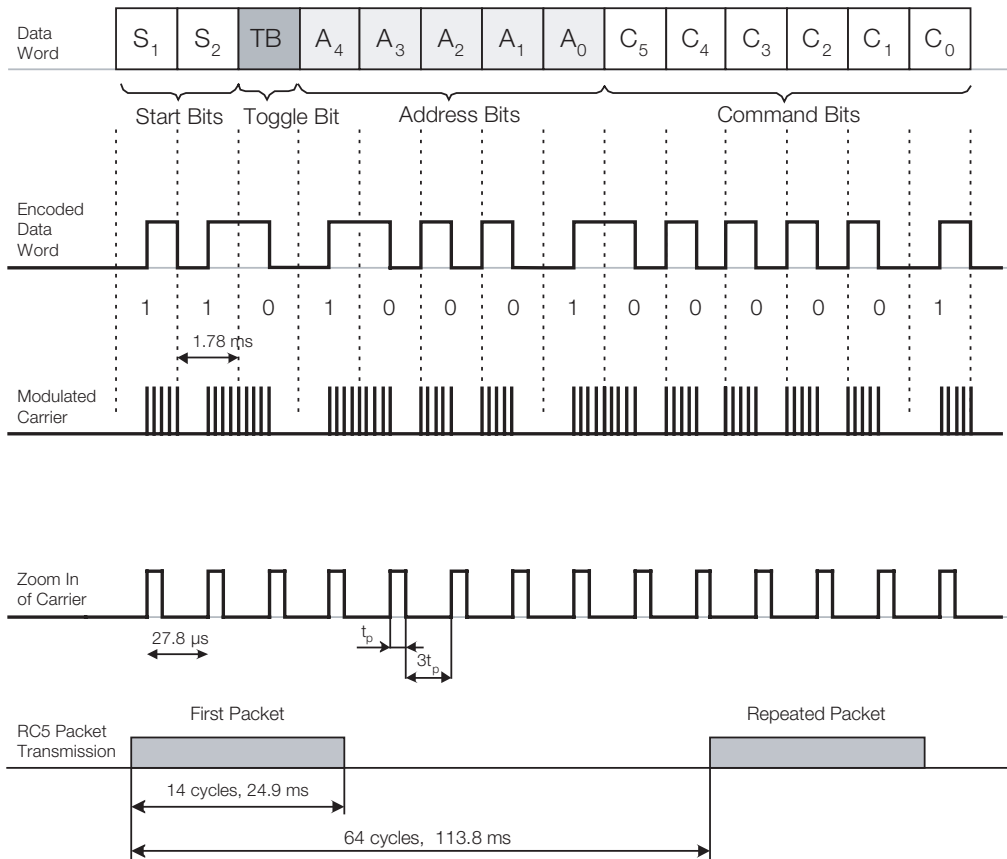 Data
Word
S1 S2 TB A4 A3 A2 A1 A0 C5 C4 C3 C2 C1 C0
Start Bits Toggle Bit Address Bits Command Bits
Encoded
Data
Word
1 1 0 1 0 0 0 1 0 0 0 0 0 1
1.78 ms
Modulated
Carrier
Zoom In
of Carrier
27.8 µs
tp
3tp
First Packet Repeated Packet
RC5 Packet
Transmission
14 cycles, 24.9 ms
64 cycles, 113.8 ms